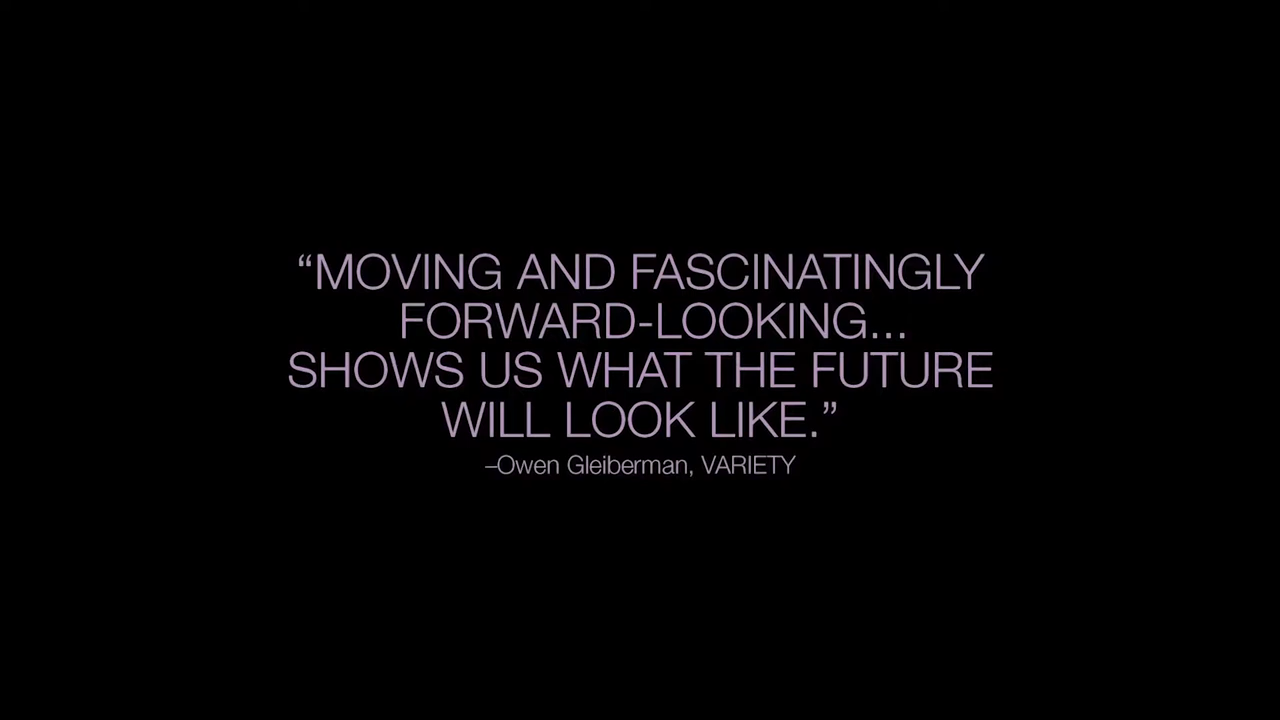 “MOVING AND FASCINATINGLY
FORWARD-LOOKING...
SHOWS US WHAT THE FUTURE
WILL LOOK LIKE.”
–Owen Gleiberman, VARIETY